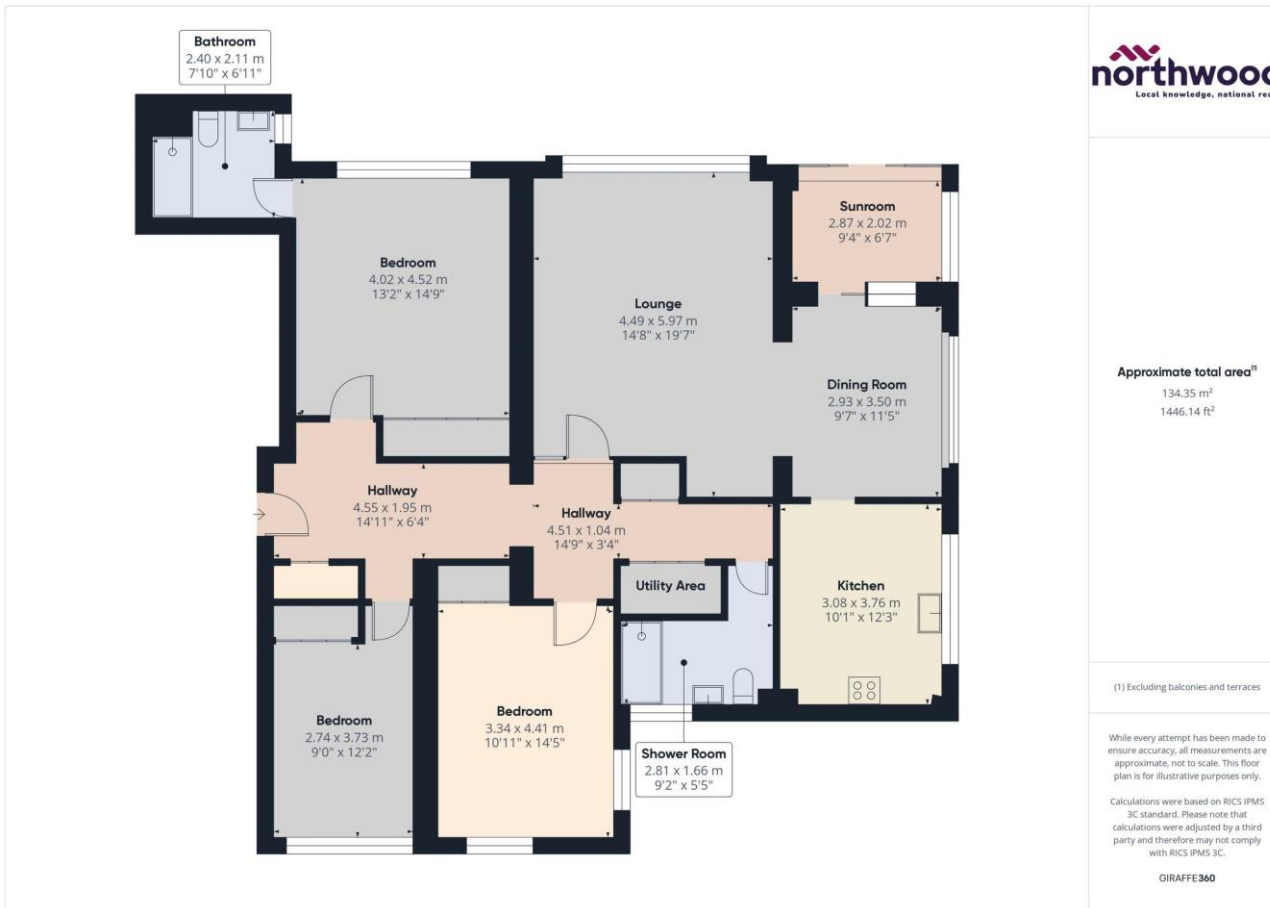 Bathroom
2.40 x 2.11 m
7'10" x 6'11"
Bedroom
4.02 x 4.52 m
13'2" x 14'9"
Lounge
4.49 x 5.97 m
14'8" x 19'7"
Sunroom
2.87 x 2.02 m
9'4" x 6'7"
Dining Room
2.93 x 3.50 m
9'7" x 11'5"
Hallway
4.55 x 1.95 m
14'11" x 6'4"
Hallway
4.51 x 1.04 m
14'9" x 3'4"
Utility Area
Kitchen
3.08 x 3.76 m
10'1" x 12'3"
Bedroom
2.74 x 3.73 m
9'0" x 12'2"
Bedroom
3.34 x 4.41 m
10'11" x 14'5"
Shower Room
2.81 x 1.66 m
9'2" x 5'5"
northwood
Local knowledge, national rea
Approximate total area(1)
134.35 m²
1446.14 ft²
(1) Excluding balconies and terraces
While every attempt has been made to
ensure accuracy, all measurements are
approximate, not to scale. This floor
plan is for illustrative purposes only.
Calculations were based on RICS IPMS
3C standard. Please note that
calculations were adjusted by a third
party and therefore may not comply
with RICS IPMS 3C.
GIRAFFE360